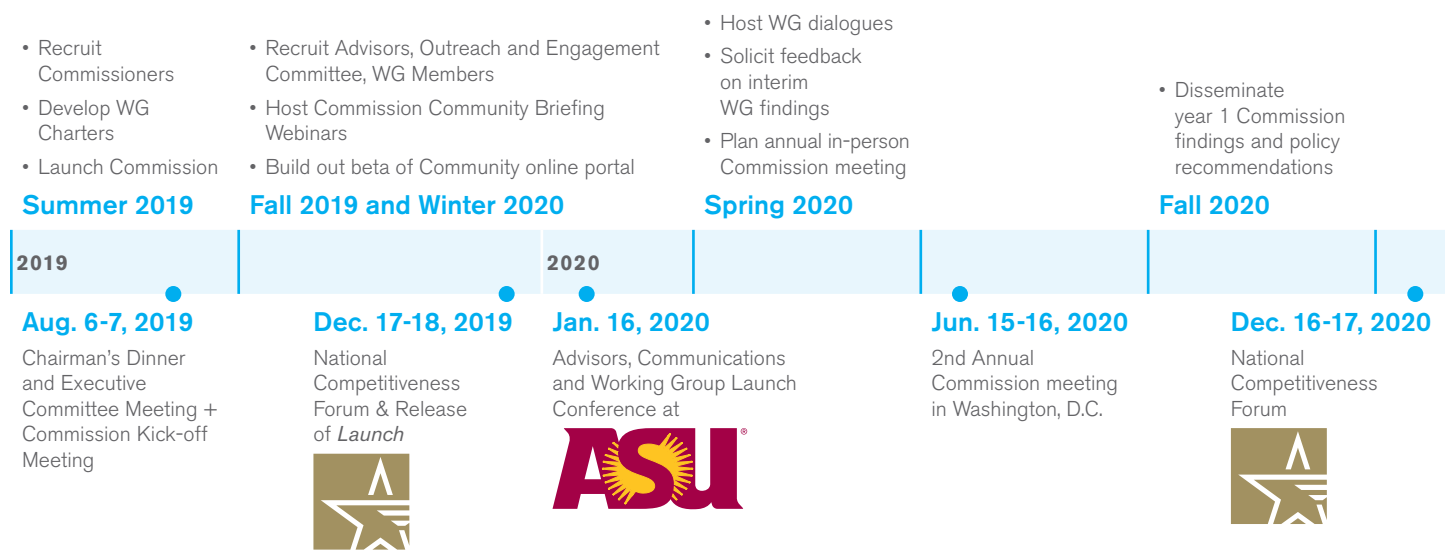 • Recruit
Commissioners
• Develop WG
Charters
• Launch Commission
Summer 2019
• Recruit Advisors, Outreach and Engagement
Committee, WG Members
• Host Commission Community Briefing
Webinars
• Build out beta of Community online portal
Fall 2019 and Winter 2020
• Host WG dialogues
• Solicit feedback
on interim
WG findings
• Plan annual in-person
Commission meeting
Spring 2020
• Disseminate
year 1 Commission
findings and policy
recommendations
Fall 2020
2019
2020
Aug. 6-7, 2019
Chairman’s Dinner
and Executive
Committee Meeting +
Commission Kick-off
Meeting
Dec. 17-18, 2019
National
Competitiveness
Forum & Release
of Launch
Jan. 16, 2020
Advisors, Communications
and Working Group Launch
Conference at
ASU®
Jun. 15-16, 2020
2nd Annual
Commission meeting
in Washington, D.C.
Dec. 16-17, 2020
National
Competitiveness
Forum